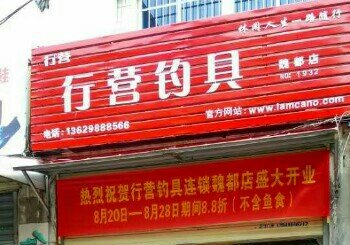 休闲人生一路随行
行营
行营钓具
魏都店
NO: 1932
电话：13629888566
官方网站：www.lamcano.com
热烈祝贺行营钓具连锁魏都店盛大开业
8月20日—8月28日期间8.8折（不含鱼食）